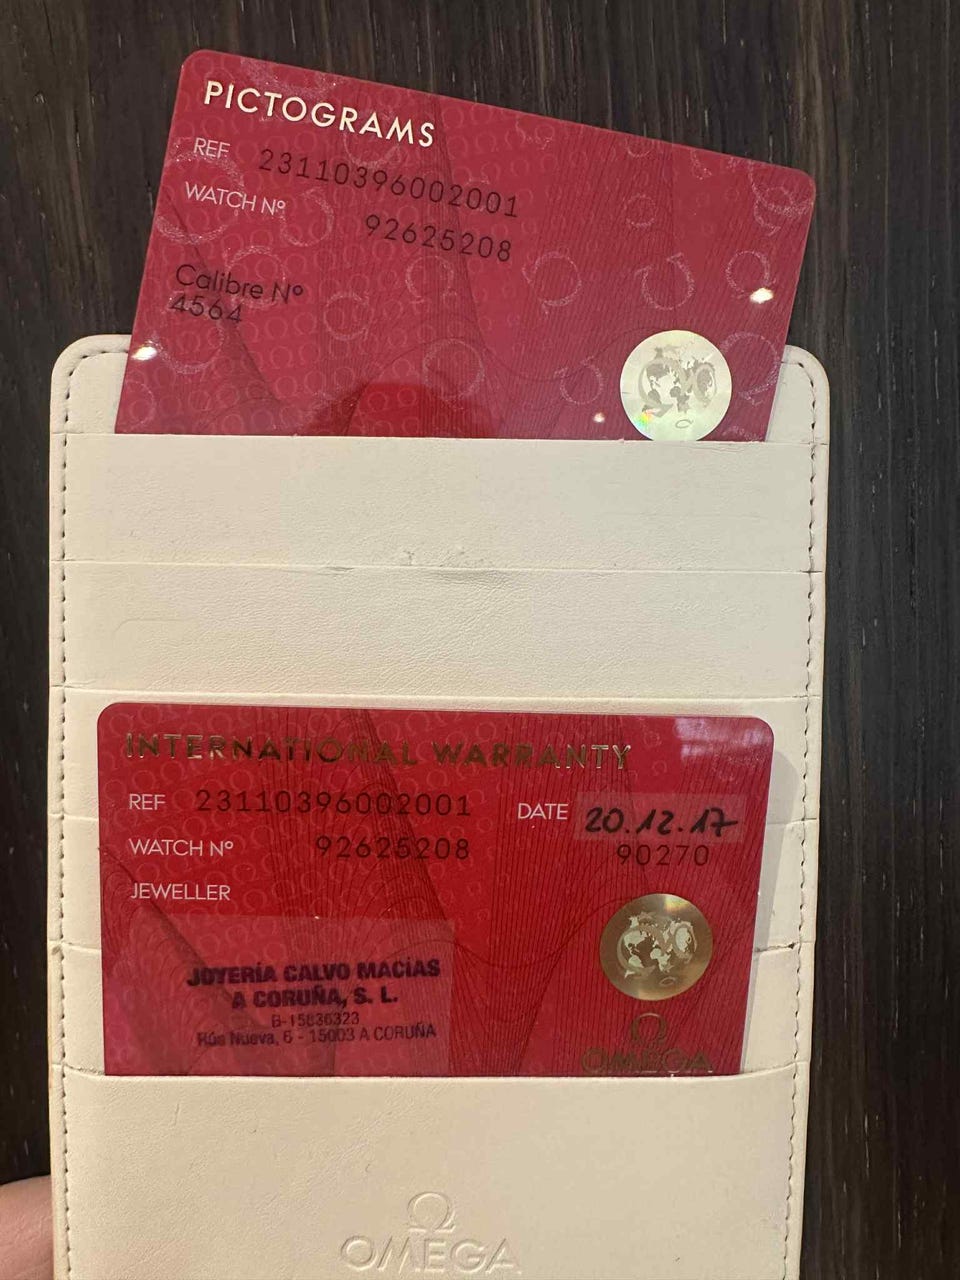 PICTOGRAMS
REF 23110396002001
WATCH Nº 92625208
Calibre Nº
4564
INTERNATIONAL WARRANTY
REF 23110396002001 DATE 20.12.17
WATCH Nº 92625208 90270
JEWELLER
JOYERÍA CALVO MACÍAS
A CORUÑA, S. L.
B-15836323
Rúa Nueva, 6 - 15003 A CORUÑA
OMEGA
OMEGA